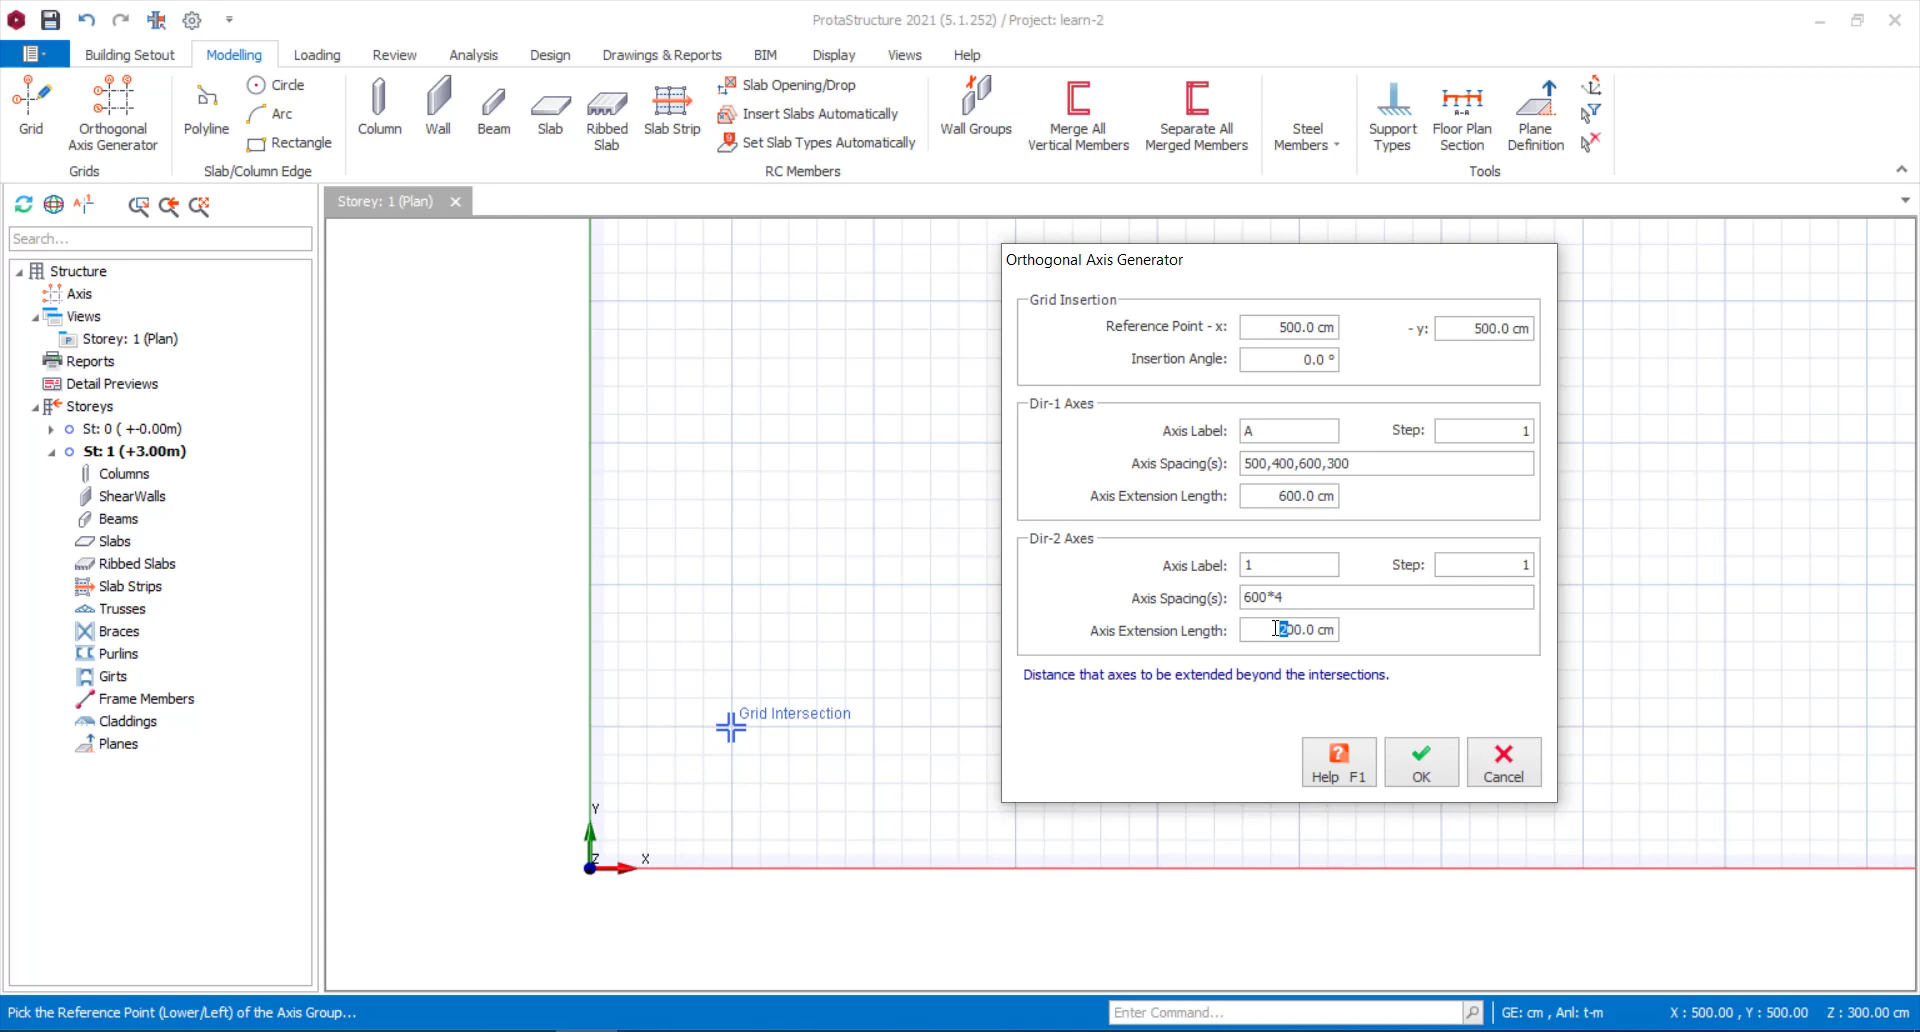 ProtaStructure 2021 (5.1.252) / Project: learn-2
Building Setout
Modelling
Loading
Review
Analysis
Design
Drawings & Reports
BIM
Display
Views
Help
Grid
Orthogonal
Axis Generator
Grids
Polyline
Circle
Arc
Rectangle
Slab/Column Edge
Column
Wall
Beam
Slab
Ribbed
Slab
Slab Strip
Slab Opening/Drop
Insert Slabs Automatically
Set Slab Types Automatically
RC Members
Wall Groups
Merge All
Vertical Members
Separate All
Merged Members
Steel
Members
Support
Types
Floor Plan
Section
Plane
Definition
Tools
Search...
Structure
Axis
Views
Storey: 1 (Plan)
Reports
Detail Previews
Storeys
St: 0 ( +-0.00m)
St: 1 (+3.00m)
Columns
ShearWalls
Beams
Slabs
Ribbed Slabs
Slab Strips
Trusses
Braces
Purlins
Girts
Frame Members
Claddings
Planes
Storey: 1 (Plan)
Grid Intersection
Y
Z
X
Orthogonal Axis Generator
Grid Insertion
Reference Point - x: 500.0 cm - y: 500.0 cm
Insertion Angle: 0.0 °
Dir-1 Axes
Axis Label: A Step: 1
Axis Spacing(s): 500,400,600,300
Axis Extension Length: 600.0 cm
Dir-2 Axes
Axis Label: 1 Step: 1
Axis Spacing(s): 600*4
Axis Extension Length: 200.0 cm
Distance that axes to be extended beyond the intersections.
Help F1
OK
Cancel
Pick the Reference Point (Lower/Left) of the Axis Group...
Enter Command...
GE: cm , Anl: t-m
X : 500.00 , Y : 500.00 Z : 300.00 cm